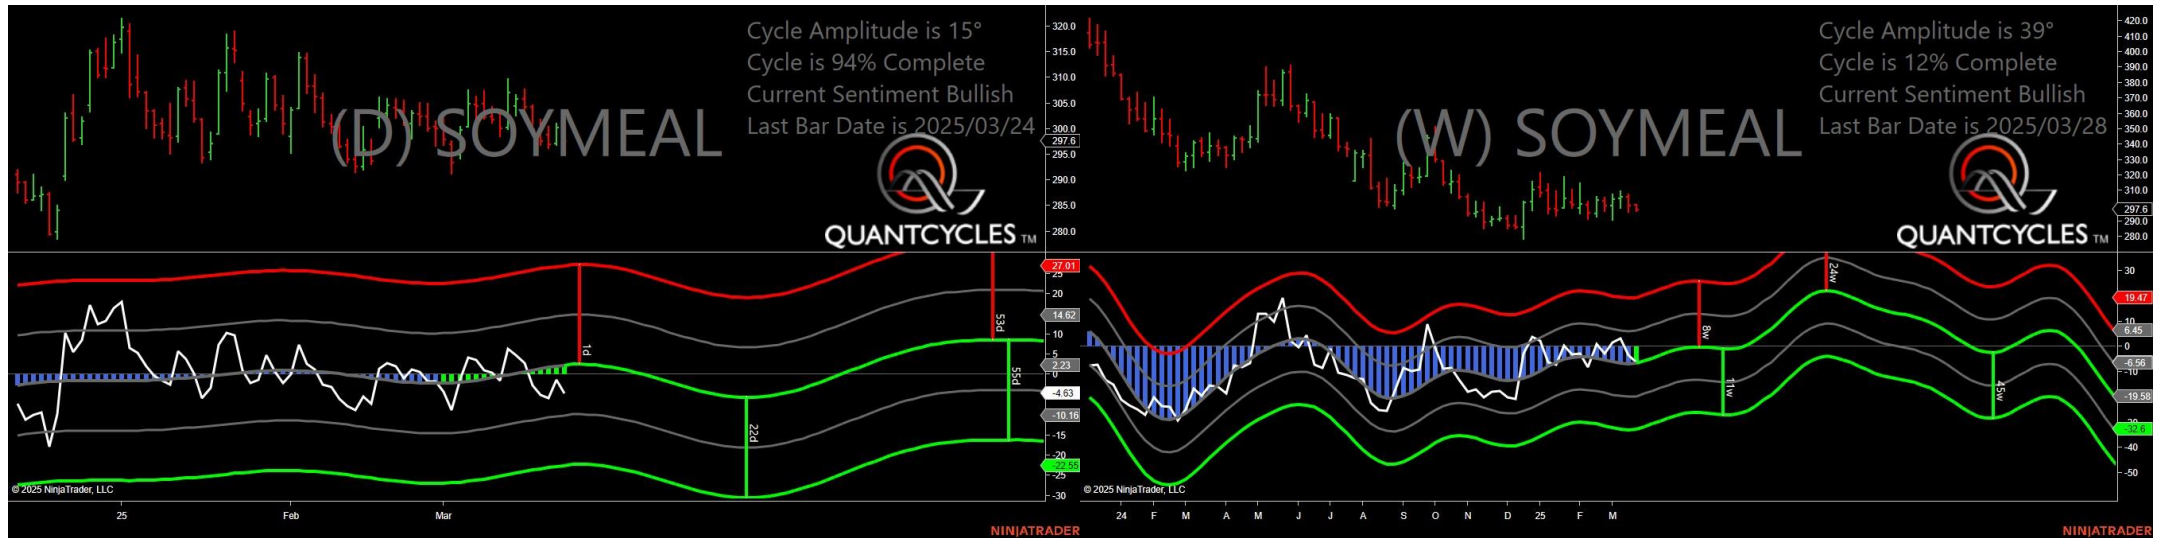 Cycle Amplitude is 15°
Cycle is 94% Complete
Current Sentiment Bullish
Last Bar Date is 2025/03/24
(D) SOYMEAL
QUANTCYCLES TM
320.0
315.0
310.0
305.0
300.0
297.6
295.0
290.0
285.0
280.0
27.01
25
20
14.62
10
5
2.23
0
-4.63
-10.16
-15
-20
-22.55
-25
-30
1d
22d
53d
55d
© 2025 NinjaTrader, LLC
25 Feb Mar
NINJATRADER
Cycle Amplitude is 39°
Cycle is 12% Complete
Current Sentiment Bullish
Last Bar Date is 2025/03/28
(W) SOYMEAL
QUANTCYCLES TM
420.0
410.0
400.0
390.0
380.0
370.0
360.0
350.0
340.0
330.0
320.0
310.0
297.6
290.0
280.0
30
19.47
6.45
0
-6.56
-10
-19.58
-32.6
-40
-50
8w
11w
24w
45w
© 2025 NinjaTrader, LLC
24 F M A M J J A S O N D 25 F M
NINJATRADER